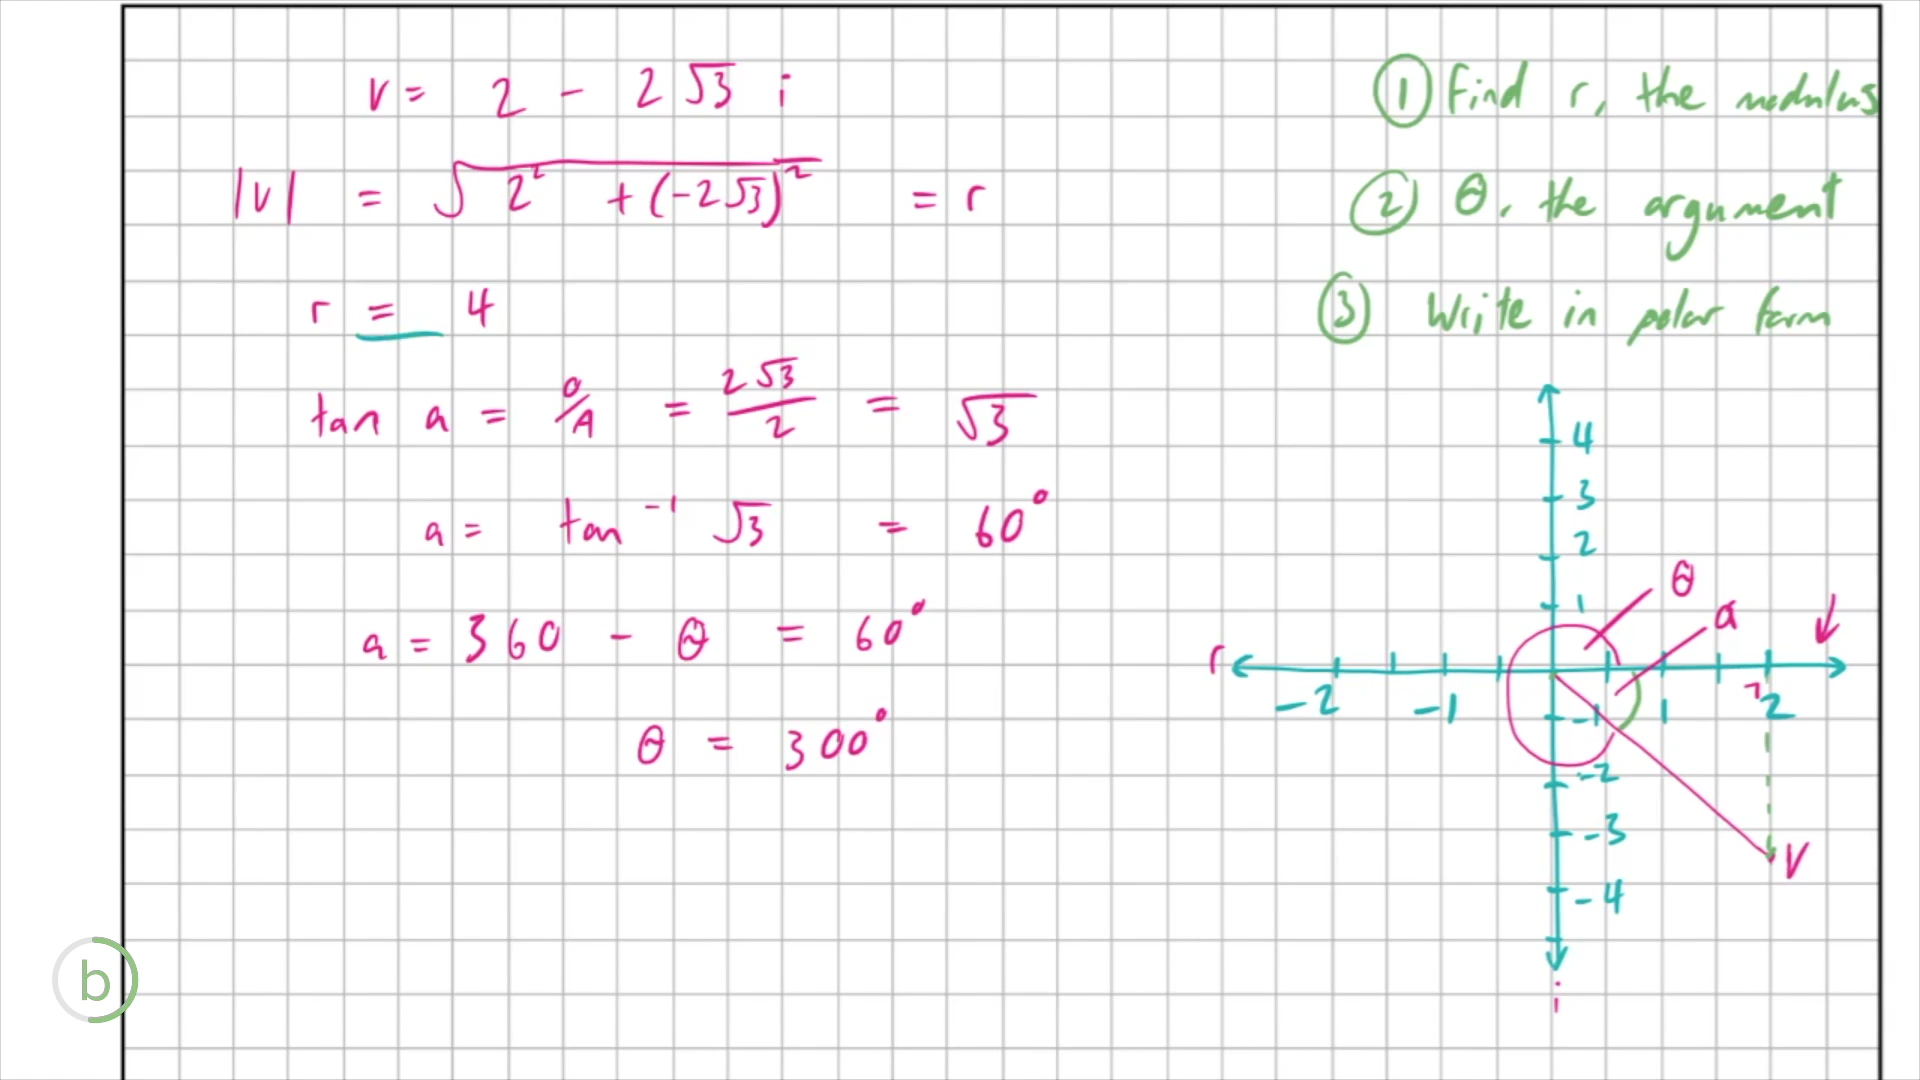 v = 2 - 2√3 i
|v| = √(2² + (-2√3)²) = r
r = 4
tan a = O/A = 2√3/2 = √3
a = tan⁻¹ √3 = 60°
a = 360 - θ = 60°
θ = 300°
① Find r, the modulus
② θ, the argument
③ Write in polar form
4
3
2
1
θ
a
r
-2 -1 1 2
-1
-2
-3
-4
v
i
b